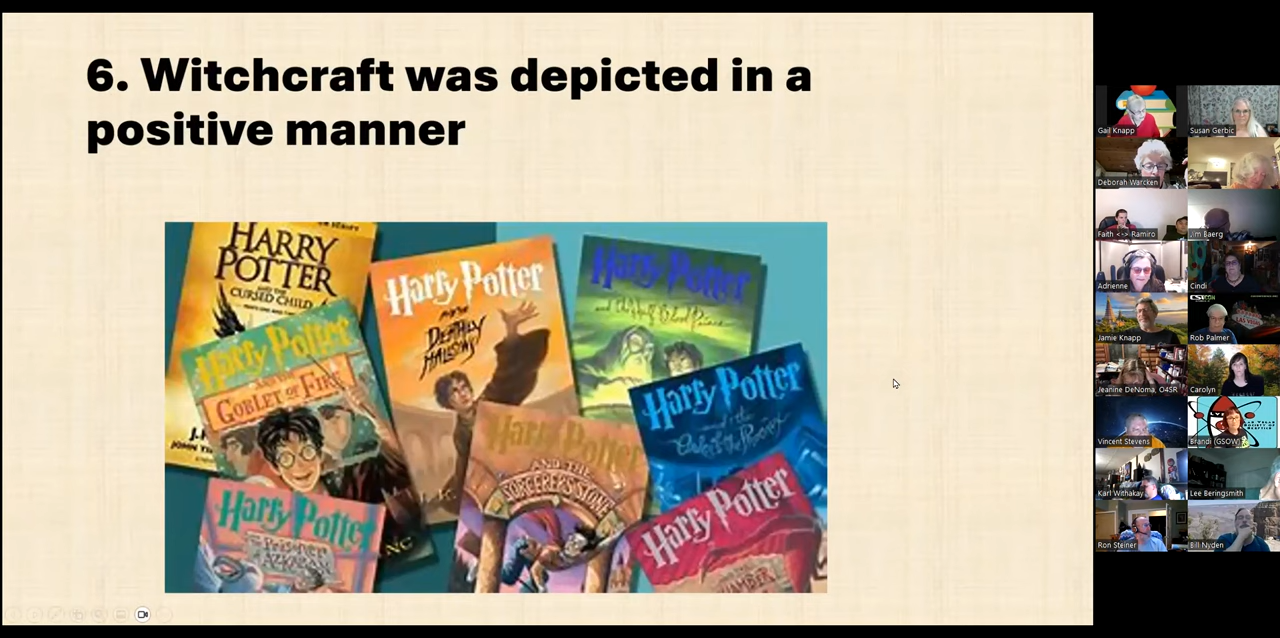 6. Witchcraft was depicted in a
positive manner
HARRY
POTTER
AND THE
CURSED CHILD
Harry Potter
AND THE
GOBLET OF FIRE
Harry Potter
AND THE
DEATHLY
HALLOWS
Harry Potter
and the Half-Blood Prince
Harry Potter
and the
Order of the Phoenix
Harry Potter
AND THE
SORCERER'S STONE
Harry Potter
PRISONER
AZKABAN
Harry Potter
CHAMBER
Gail Knapp
Susan Gerbic
Deborah Warcken
Faith <-> Ramiro
Jim Baerg
Adrienne
Cindi
Jamie Knapp
Rob Palmer
Jeanine DeNoma, O4SR
Carolyn
Vincent Stevens
Brandi (GSOW)
Karl Withakay
Lee Beringsmith
Ron Steiner
Bill Nyden